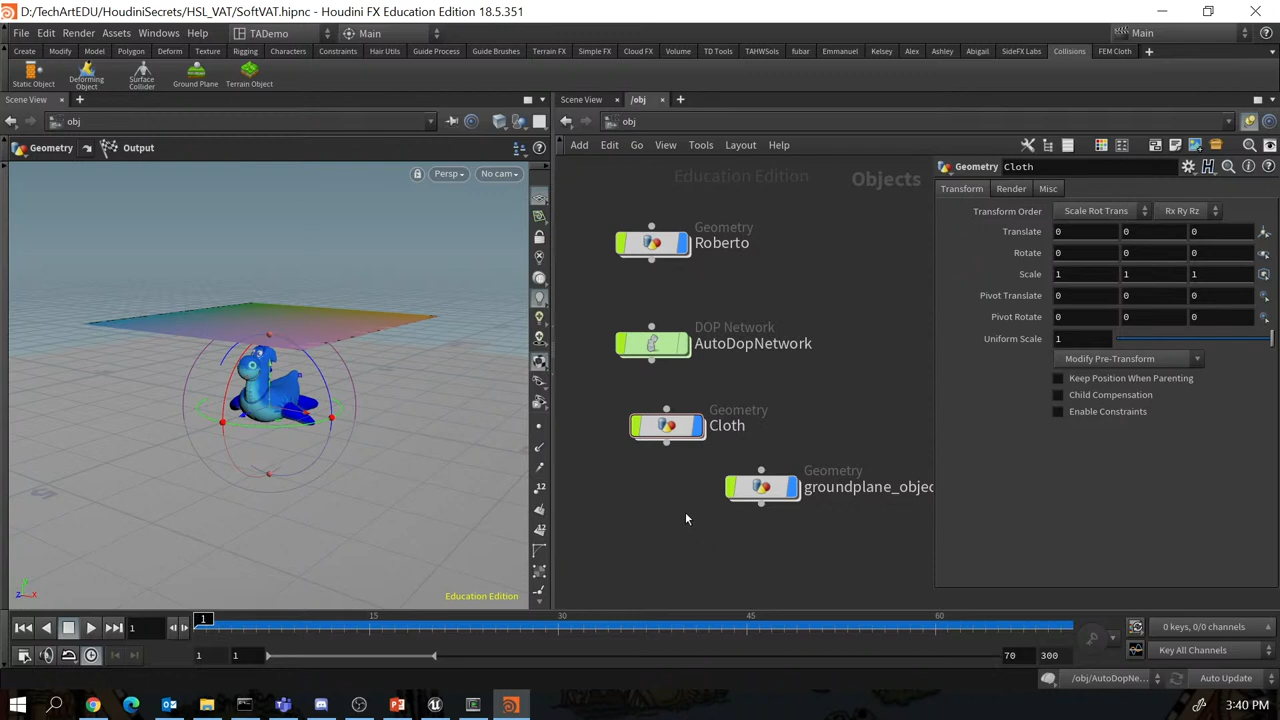 D:/TechArtEDU/HoudiniSecrets/HSL_VAT/SoftVAT.hipnc - Houdini FX Education Edition 18.5.351
File Edit Render Assets Windows Help TADemo Main Main
Create Modify Model Polygon Deform Texture Rigging Characters Constraints Hair Utils Guide Process Guide Brushes Terrain FX Simple FX Cloud FX Volume TD Tools TAHWSols fubar Emmanuel Kelsey Alex Ashley Abigail SideFX Labs Collisions FEM Cloth
Static Object Deforming Object Surface Collider Ground Plane Terrain Object
Scene View Scene View /obj
obj obj
Geometry Output Add Edit Go View Tools Layout Help
Persp No cam
Education Edition Objects
Geometry Cloth
Transform Render Misc
Transform Order Scale Rot Trans Rx Ry Rz
Translate 0 0 0
Rotate 0 0 0
Scale 1 1 1
Pivot Translate 0 0 0
Pivot Rotate 0 0 0
Uniform Scale 1
Modify Pre-Transform
Keep Position When Parenting
Child Compensation
Enable Constraints
Geometry
Roberto
DOP Network
AutoDopNetwork
Geometry
Cloth
Geometry
groundplane_objec
12
12
5
z x
Education Edition
1 1 15 30 45 60
0 keys, 0/0 channels
1 1 70 300 Key All Channels
/obj/AutoDopNe... Auto Update
3:40 PM